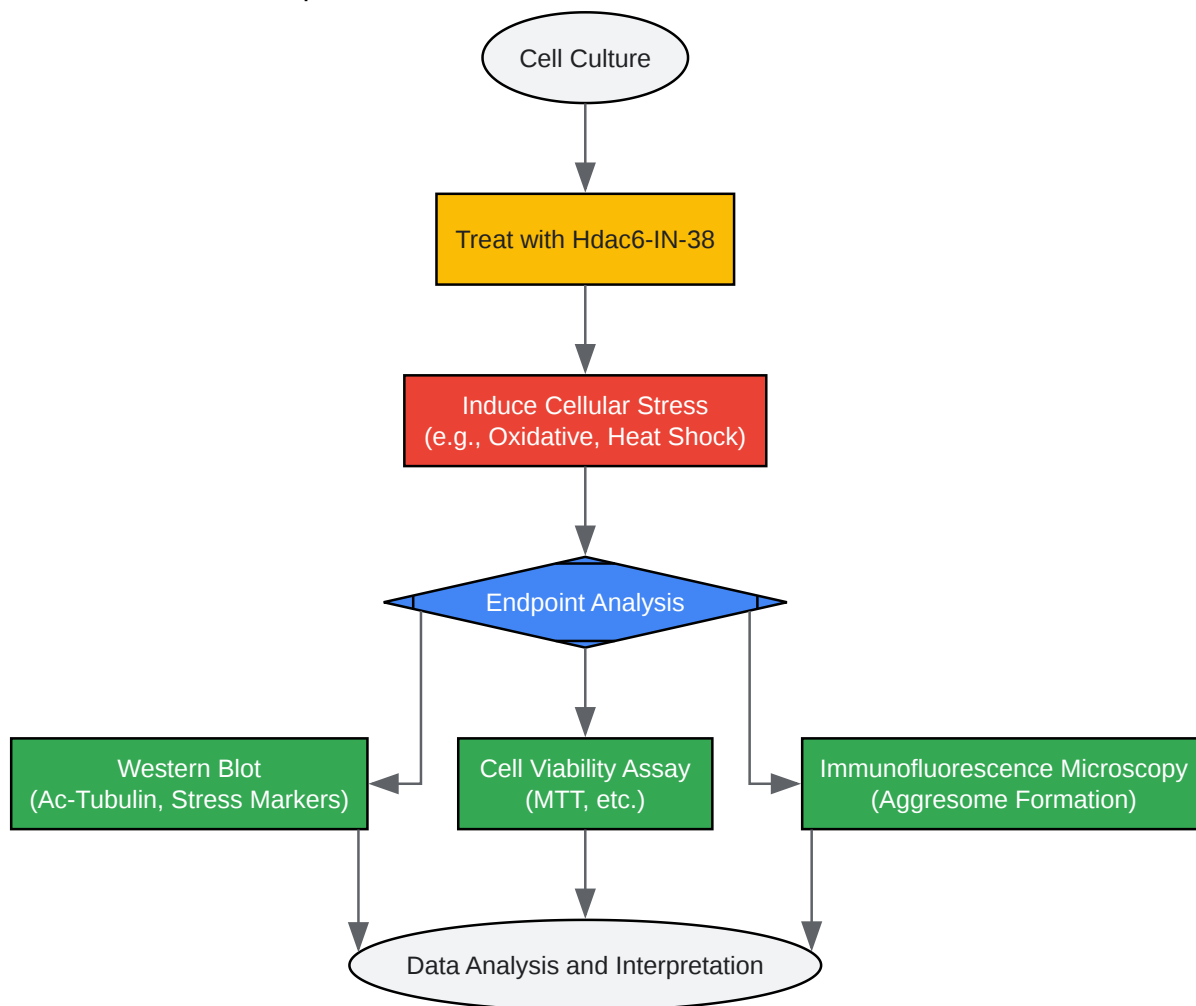 Cell Culture
Treat with Hdac6-IN-38
Induce Cellular Stress
(e.g., Oxidative, Heat Shock)
Endpoint Analysis
Western Blot
(Ac-Tubulin, Stress Markers)
Cell Viability Assay
(MTT, etc.)
Immunofluorescence Microscopy
(Aggresome Formation)
Data Analysis and Interpretation